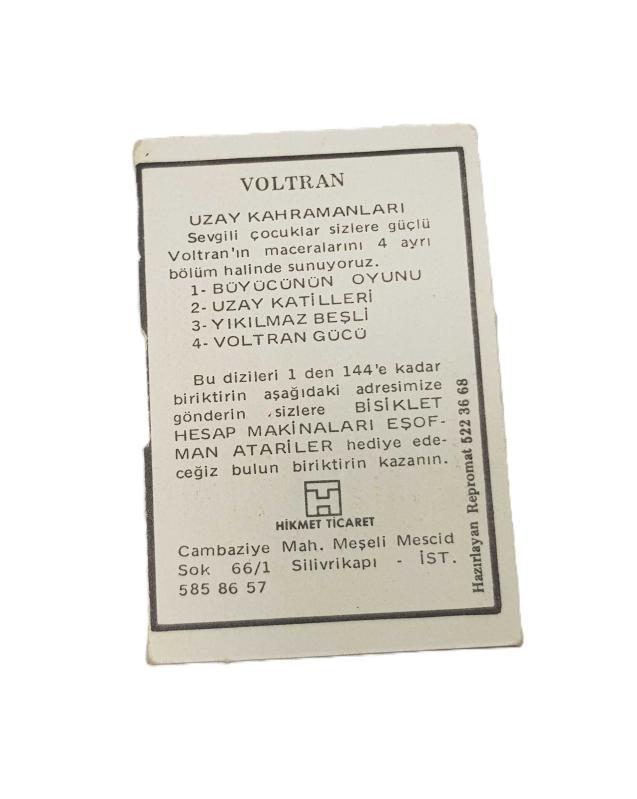 VOLTRAN
UZAY KAHRAMANLARI
Sevgili çocuklar sizlere güçlü
Voltran'ın maceralarını 4 ayrı
bölüm halinde sunuyoruz.
1- BÜYÜCÜNÜN OYUNU
2- UZAY KATİLLERİ
3- YIKILMAZ BEŞLİ
4- VOLTRAN GÜCÜ
Bu dizileri 1 den 144'e kadar
biriktirin aşağıdaki adresimize
gönderin sizlere BİSİKLET
HESAP MAKİNALARI EŞOF-
MAN ATARİLER hediye ede-
ceğiz bulun biriktirin kazanın.
H
HİKMET TİCARET
Cambaziye Mah. Meşeli Mescid
Sok 66/1 Silivrikapı - İST.
585 86 57
Hazırlayan Repromat 522 36 68